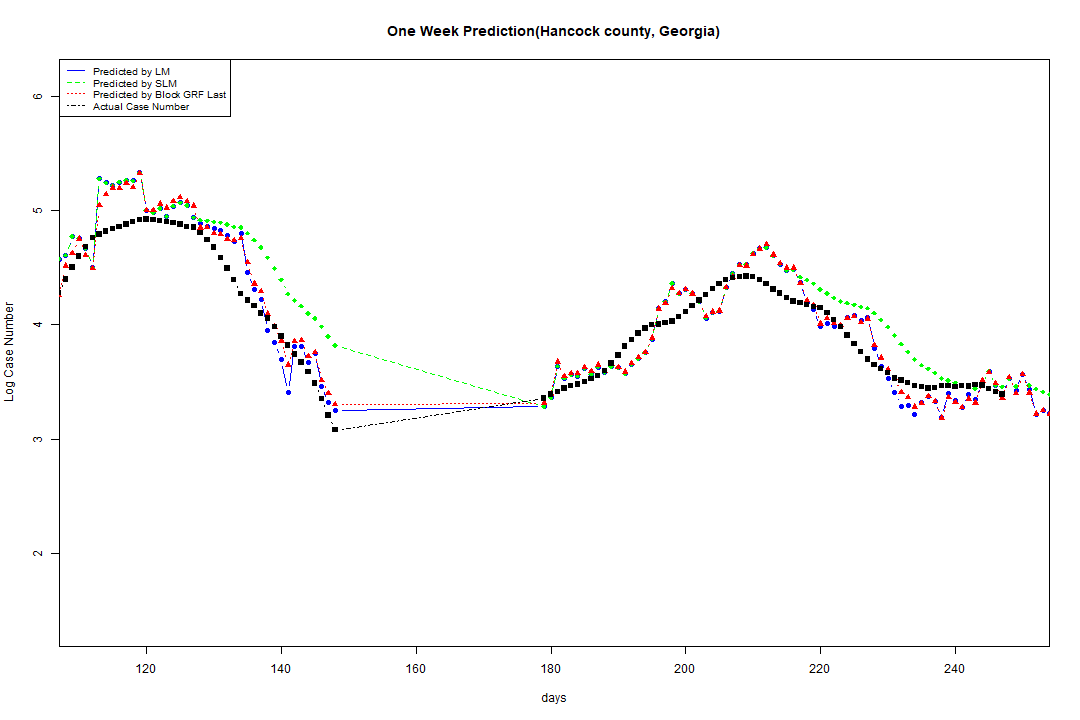 One Week Prediction(Hancock county, Georgia)
Predicted by LM
Predicted by SLM
Predicted by Block GRF Last
Actual Case Number
6
5
4
3
2
Log Case Number
120
140
160
180
200
220
240
days